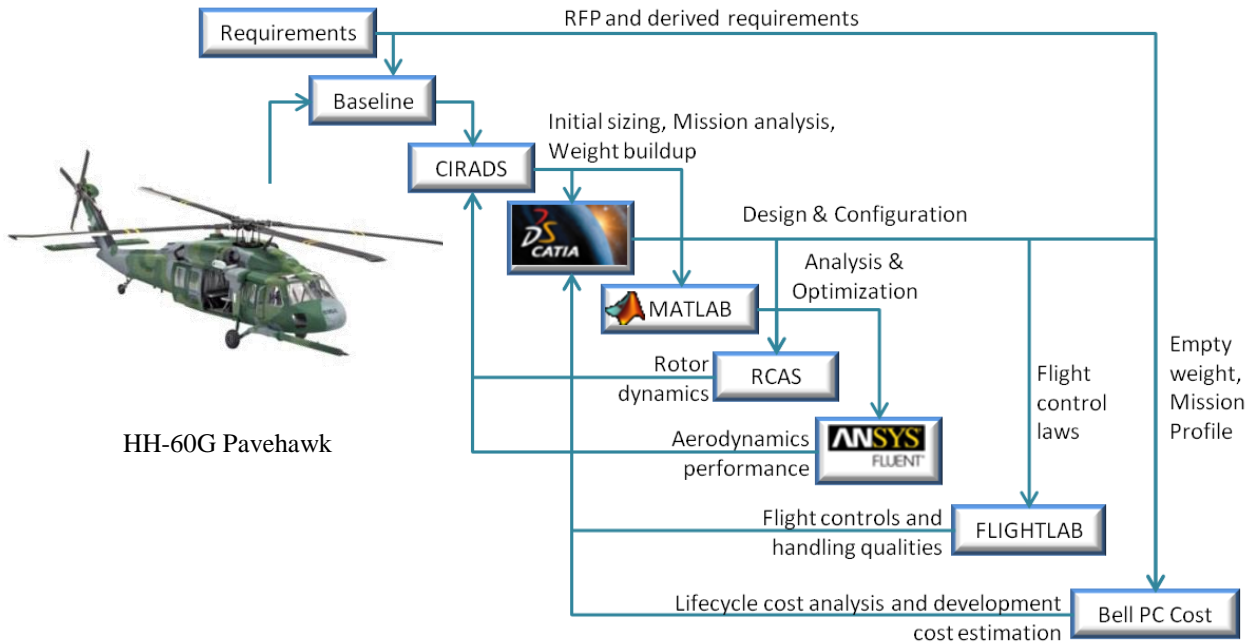 RFP and derived requirements
Requirements
Baseline
Initial sizing, Mission analysis,
Weight buildup
CIRADS
Design & Configuration
CATIA
Analysis &
Optimization
MATLAB
Rotor
dynamics
RCAS
Empty
weight,
Mission
Profile
Flight
control
laws
HH-60G Pavehawk
Aerodynamics
performance
ANSYS
FLUENT
Flight controls and
handling qualities
FLIGHTLAB
Lifecycle cost analysis and development
cost estimation
Bell PC Cost